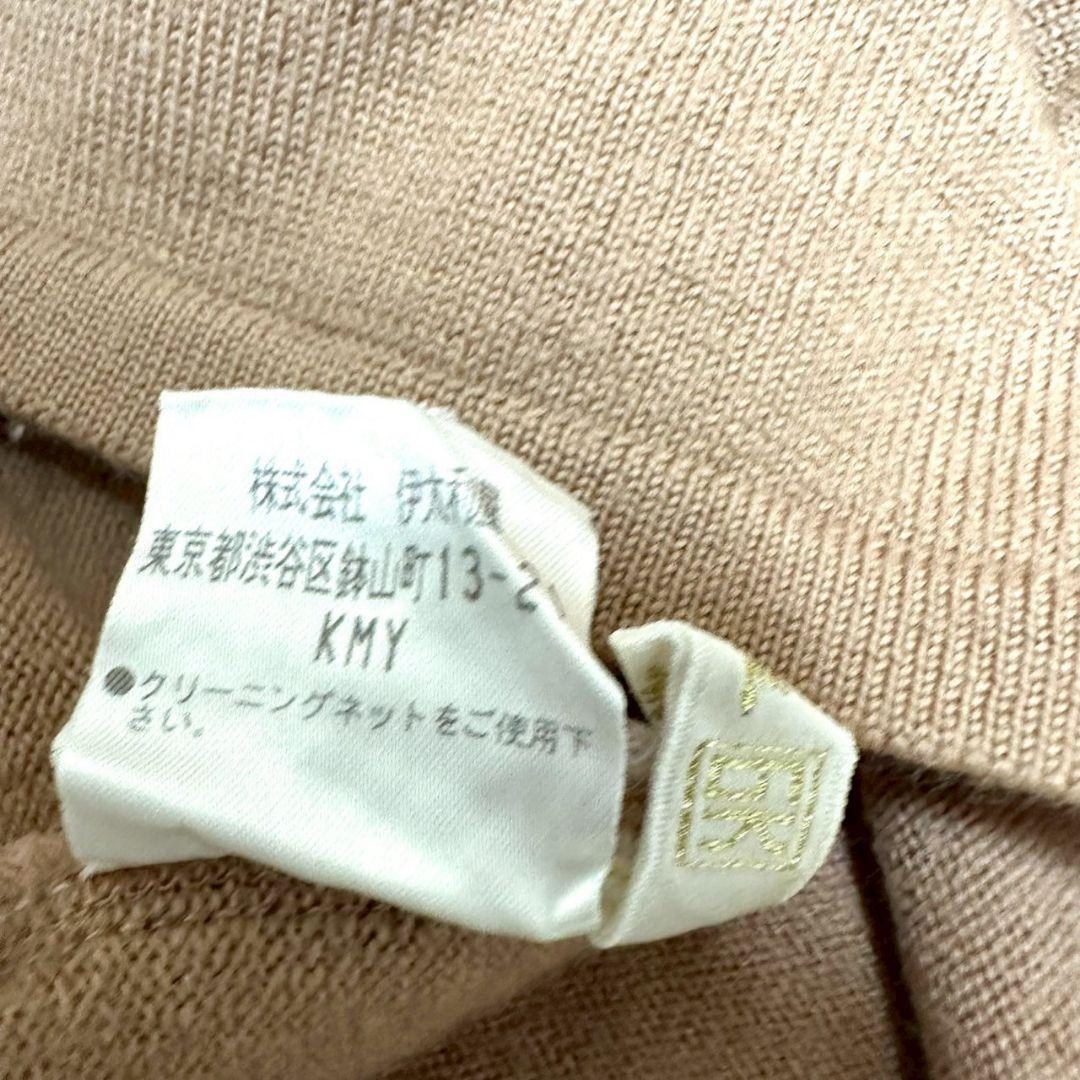 株式会社 伊太利屋
東京都渋谷区鉢山町13-2
KMY
●クリーニングネットをご使用下
さい。